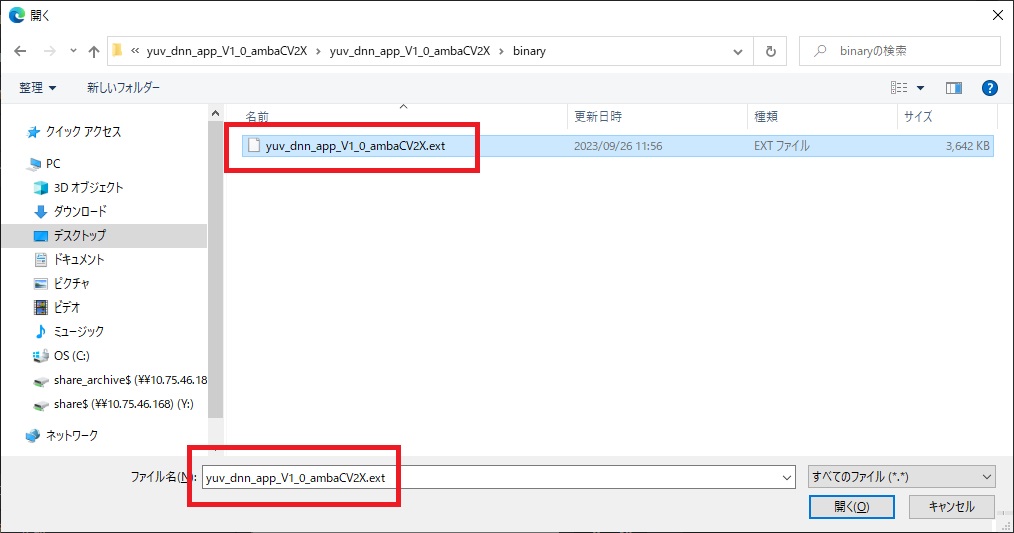 開く
« yuv_dnn_app_V1_0_ambaCV2X › yuv_dnn_app_V1_0_ambaCV2X › binary
binaryの検索
整理 新しいフォルダー
名前 更新日時 種類 サイズ
クイック アクセス
PC
3D オブジェクト
ダウンロード
デスクトップ
ドキュメント
ピクチャ
ビデオ
ミュージック
OS (C:)
share_archive$ (¥¥10.75.46.18
share$ (¥¥10.75.46.168) (Y:)
ネットワーク
yuv_dnn_app_V1_0_ambaCV2X.ext 2023/09/26 11:56 EXT ファイル 3,642 KB
ファイル名(N):
yuv_dnn_app_V1_0_ambaCV2X.ext
すべてのファイル (*.*)
開く(O) キャンセル